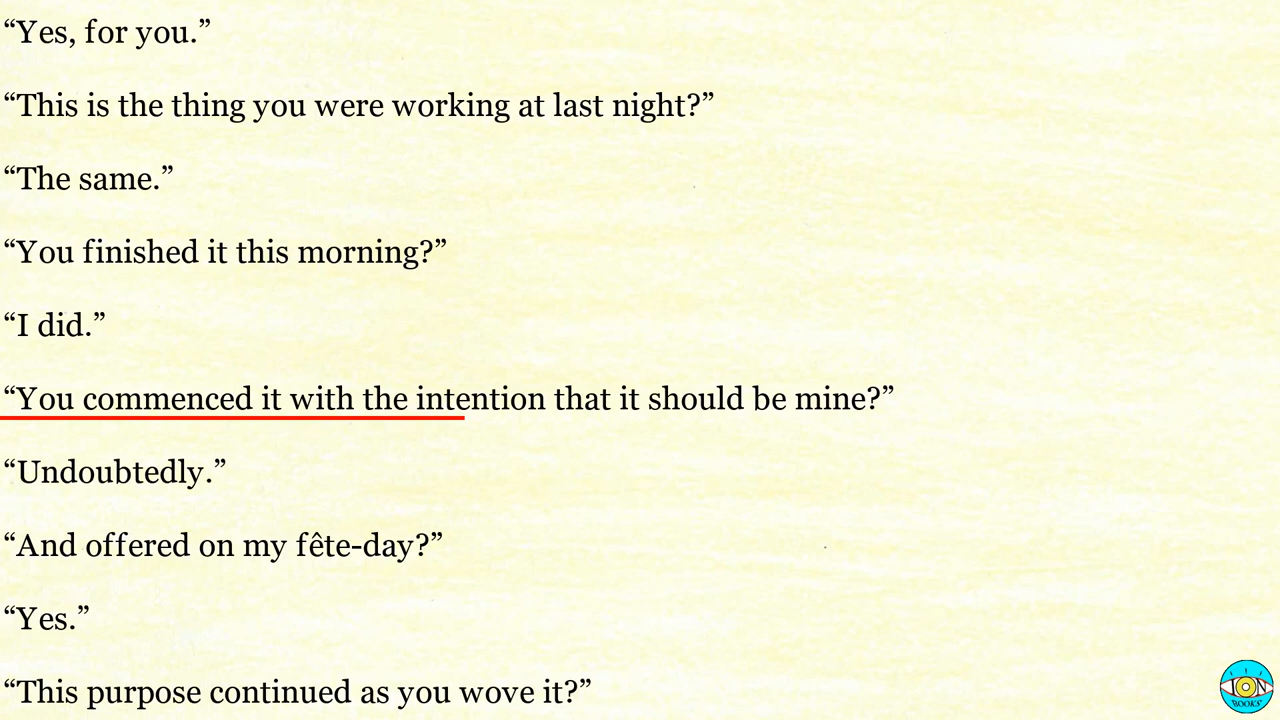 “Yes, for you.”
“This is the thing you were working at last night?”
“The same.”
“You finished it this morning?”
“I did.”
“You commenced it with the intention that it should be mine?”
“Undoubtedly.”
“And offered on my fête-day?”
“Yes.”
“This purpose continued as you wove it?”
ION
BOOKS